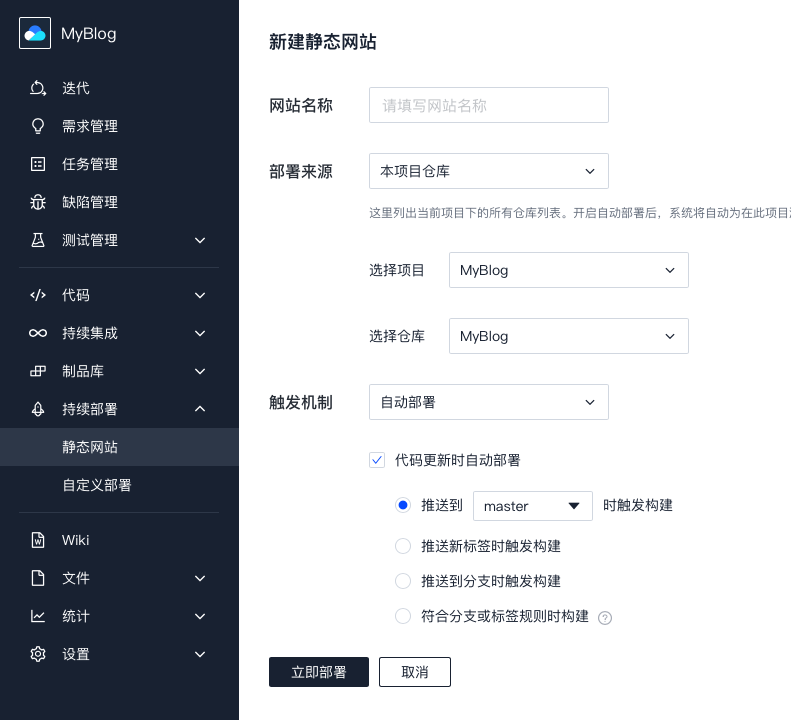 MyBlog
迭代
需求管理
任务管理
缺陷管理
测试管理
代码
持续集成
制品库
持续部署
静态网站
自定义部署
Wiki
文件
统计
设置
新建静态网站
网站名称
请填写网站名称
部署来源
本项目仓库
这里列出当前项目下的所有仓库列表。开启自动部署后，系统将自动为在此项目
选择项目
MyBlog
选择仓库
MyBlog
触发机制
自动部署
代码更新时自动部署
推送到 master 时触发构建
推送新标签时触发构建
推送到分支时触发构建
符合分支或标签规则时构建 ?
立即部署 取消